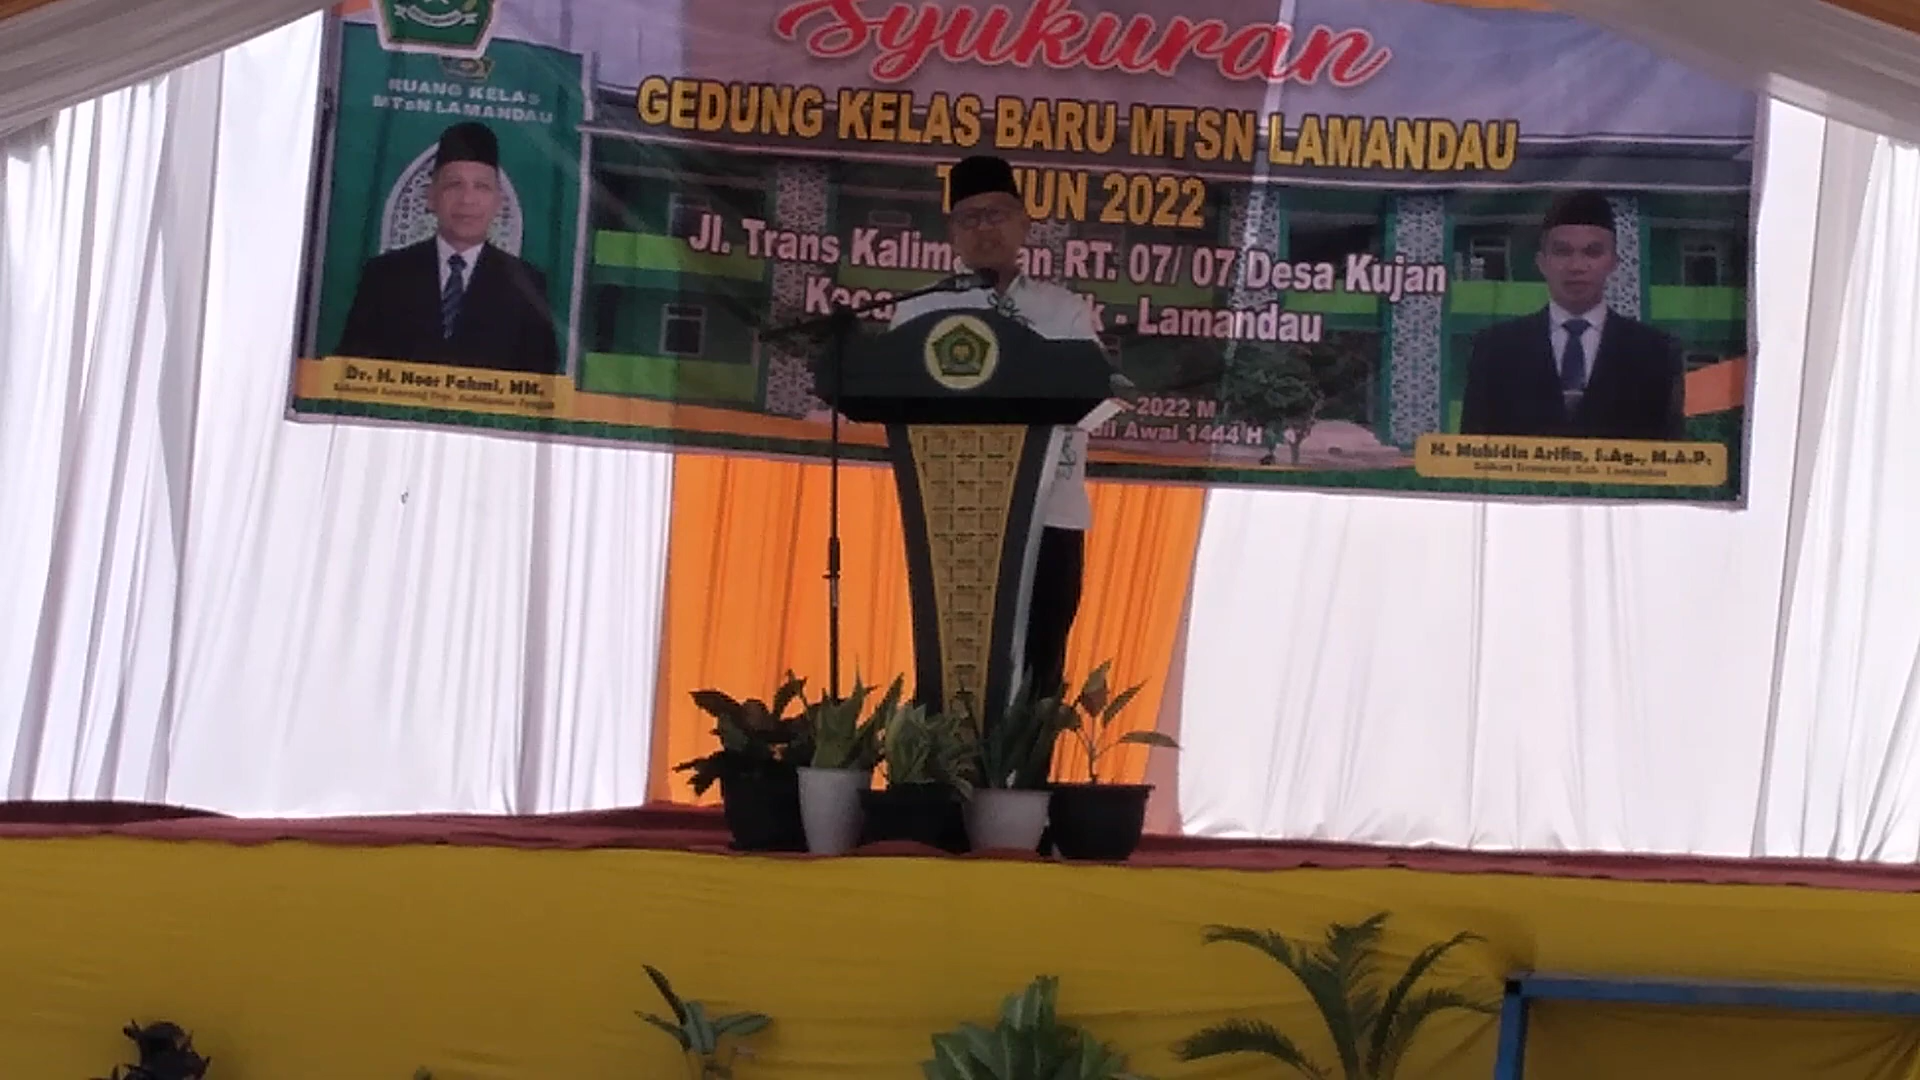 RUANG KELAS
MTsN LAMANDAU
Syukuran
GEDUNG KELAS BARU MTSN LAMANDAU
2022
Jl. Trans RT. 07/ 07 Desa Kujan
- Lamandau
2022 M
Awal 1444 H
Dr. H. Noor Fahmi, MM.
H. Muhidin Arifin, S.Ag., M.A.P.